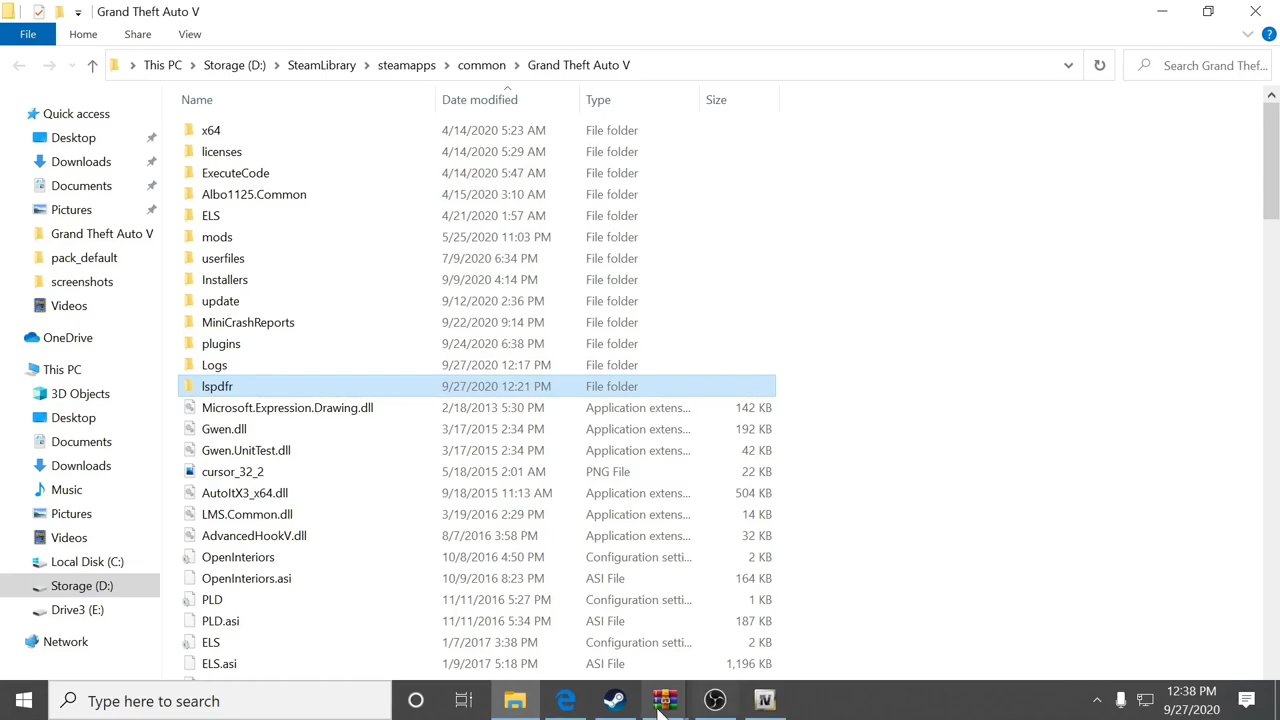 Grand Theft Auto V
File Home Share View
This PC Storage (D:) SteamLibrary steamapps common Grand Theft Auto V Search Grand Thef...
Name Date modified Type Size
Quick access
Desktop
Downloads
Documents
Pictures
Grand Theft Auto V
pack_default
screenshots
Videos
OneDrive
This PC
3D Objects
Desktop
Documents
Downloads
Music
Pictures
Videos
Local Disk (C:)
Storage (D:)
Drive3 (E:)
Network
x64 4/14/2020 5:23 AM File folder
licenses 4/14/2020 5:29 AM File folder
ExecuteCode 4/14/2020 5:47 AM File folder
Albo1125.Common 4/15/2020 3:10 AM File folder
ELS 4/21/2020 1:57 AM File folder
mods 5/25/2020 11:03 PM File folder
userfiles 7/9/2020 6:34 PM File folder
Installers 9/9/2020 4:14 PM File folder
update 9/12/2020 2:36 PM File folder
MiniCrashReports 9/22/2020 9:14 PM File folder
plugins 9/24/2020 6:38 PM File folder
Logs 9/27/2020 12:17 PM File folder
lspdfr 9/27/2020 12:21 PM File folder
Microsoft.Expression.Drawing.dll 2/18/2013 5:30 PM Application extens... 142 KB
Gwen.dll 3/17/2015 2:34 PM Application extens... 192 KB
Gwen.UnitTest.dll 3/17/2015 2:34 PM Application extens... 42 KB
cursor_32_2 5/18/2015 2:01 AM PNG File 22 KB
AutoItX3_x64.dll 9/18/2015 11:13 AM Application extens... 504 KB
LMS.Common.dll 3/19/2016 2:29 PM Application extens... 14 KB
AdvancedHookV.dll 8/7/2016 3:58 PM Application extens... 32 KB
OpenInteriors 10/8/2016 4:50 PM Configuration setti... 2 KB
OpenInteriors.asi 10/9/2016 8:23 PM ASI File 164 KB
PLD 11/11/2016 5:27 PM Configuration setti... 1 KB
PLD.asi 11/11/2016 5:34 PM ASI File 187 KB
ELS 1/7/2017 3:38 PM Configuration setti... 2 KB
ELS.asi 1/9/2017 5:18 PM ASI File 1,196 KB
Type here to search
12:38 PM
9/27/2020